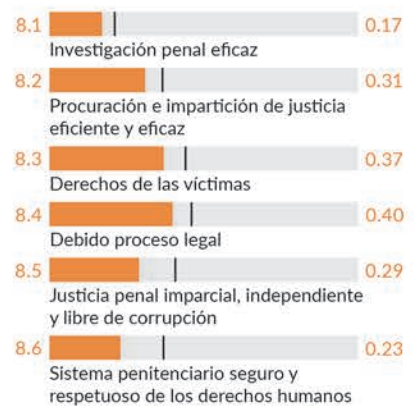 8.1 0.17
Investigación penal eficaz
8.2 0.31
Procuración e impartición de justicia
eficiente y eficaz
8.3 0.37
Derechos de las víctimas
8.4 0.40
Debido proceso legal
8.5 0.29
Justicia penal imparcial, independiente
y libre de corrupción
8.6 0.23
Sistema penitenciario seguro y
respetuoso de los derechos humanos